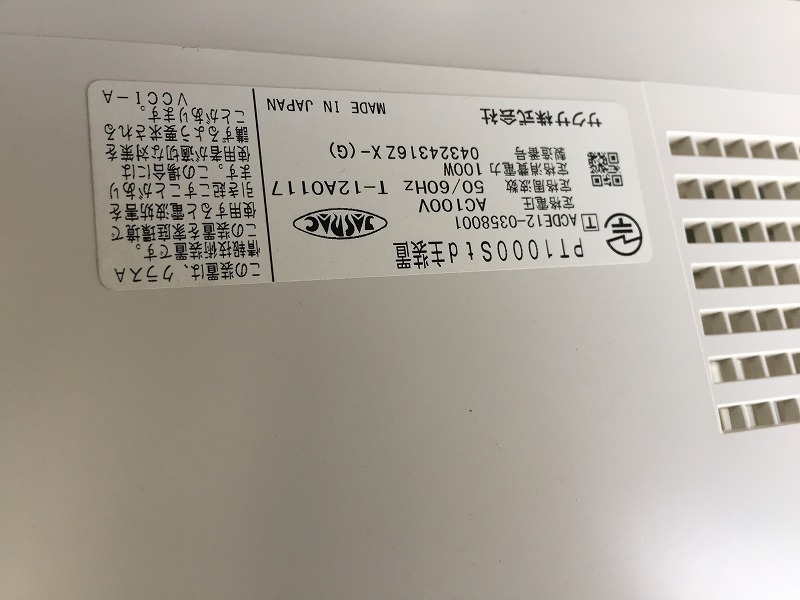 PT1000Std主装置
T ACDE12-0358001
定格電圧 AC100V
定格周波数 50/60Hz T-12A0117
定格消費電力 100W
製造番号 04324316ZX-(G)
サクサ株式会社 MADE IN JAPAN
JASPAC
この装置は、クラスA
情報技術装置です。
この装置を家庭環境で
使用すると電波妨害を
引き起こすことがあり
ます。この場合には
使用者が適切な対策を
講ずるよう要求される
ことがあります。
VCCI-A